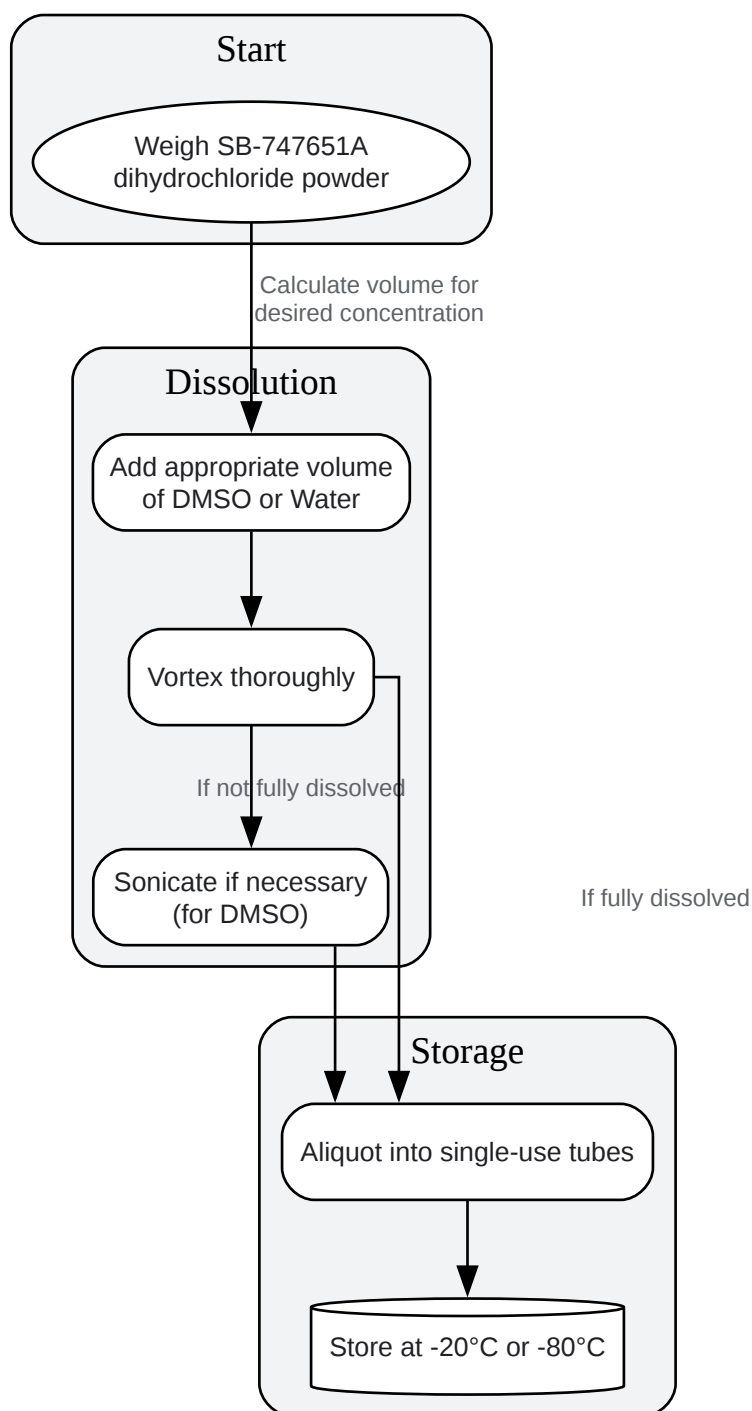 Start
Weigh SB-747651A
dihydrochloride powder
Calculate volume for
desired concentration
Dissolution
Add appropriate volume
of DMSO or Water
Vortex thoroughly
If not fully dissolved
Sonicate if necessary
(for DMSO)
If fully dissolved
Storage
Aliquot into single-use tubes
Store at -20°C or -80°C